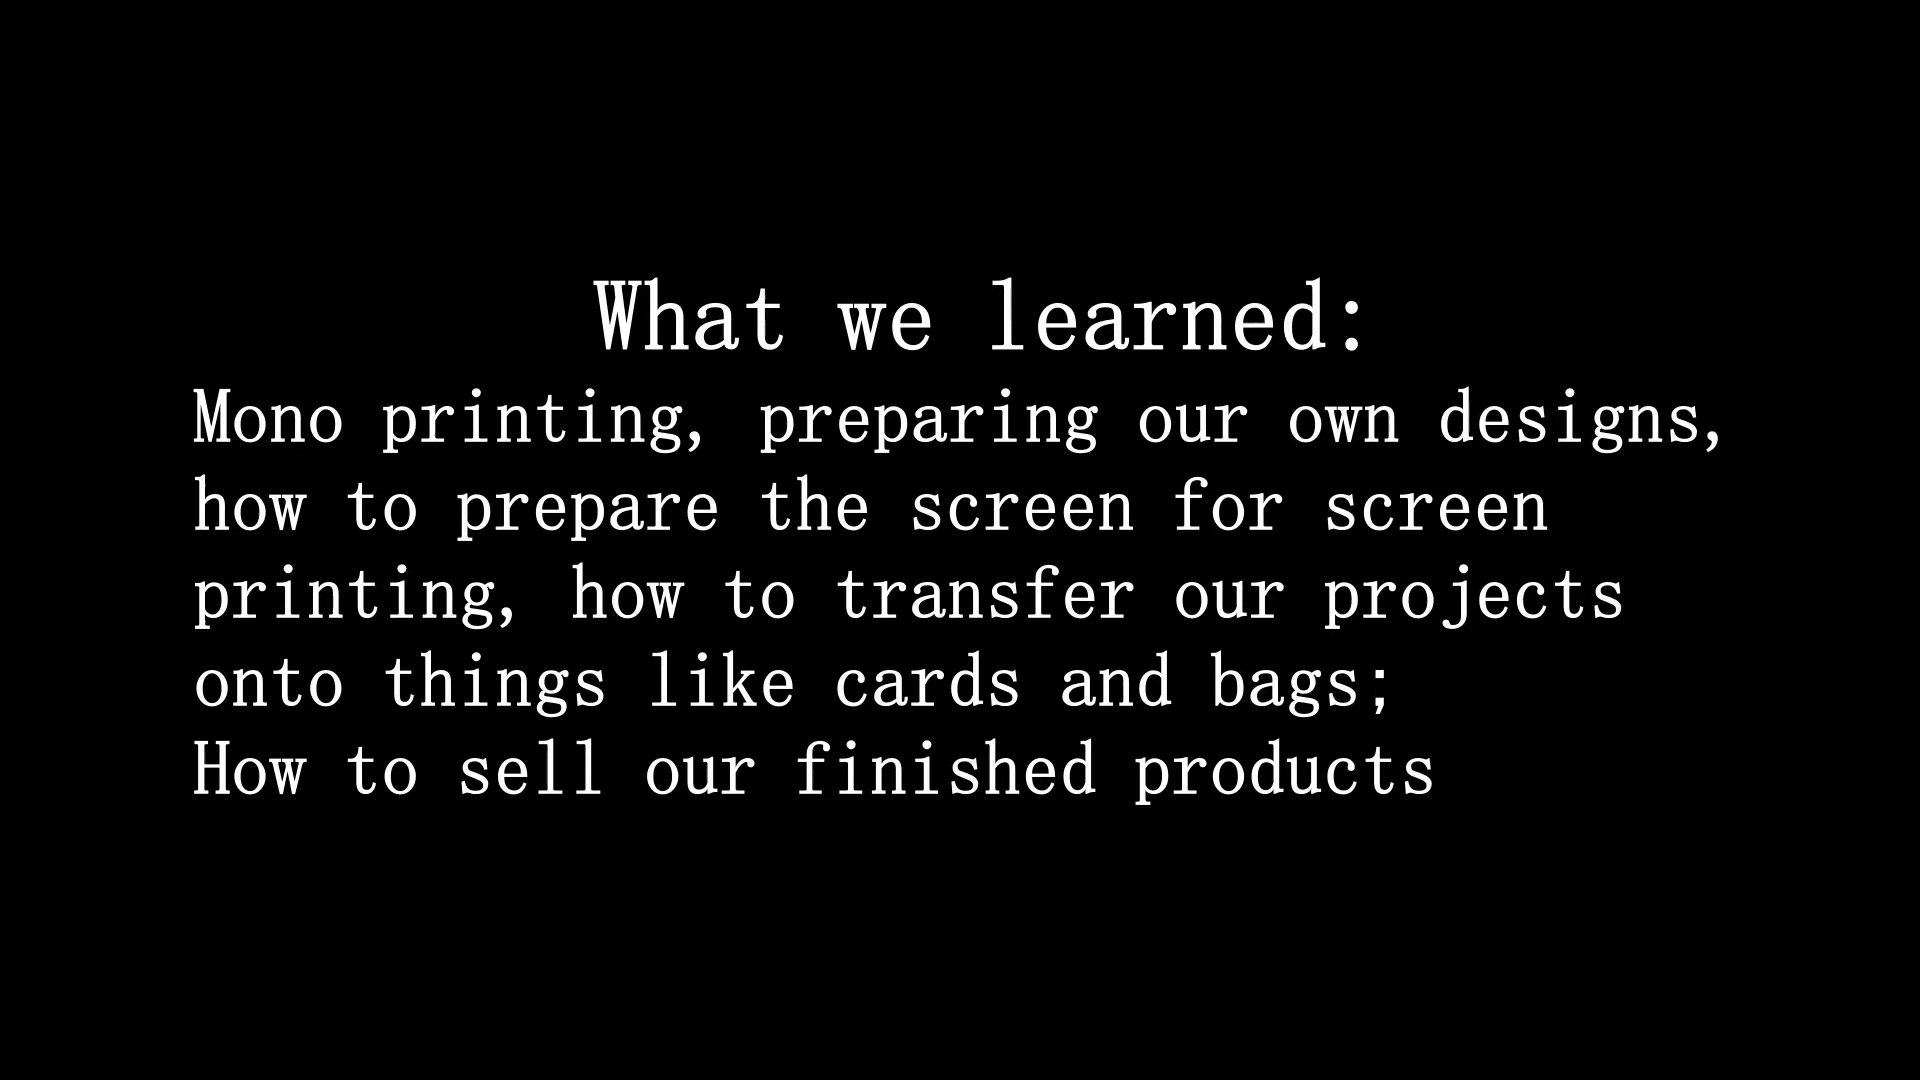 What we learned:
Mono printing, preparing our own designs,
how to prepare the screen for screen
printing, how to transfer our projects
onto things like cards and bags;
How to sell our finished products